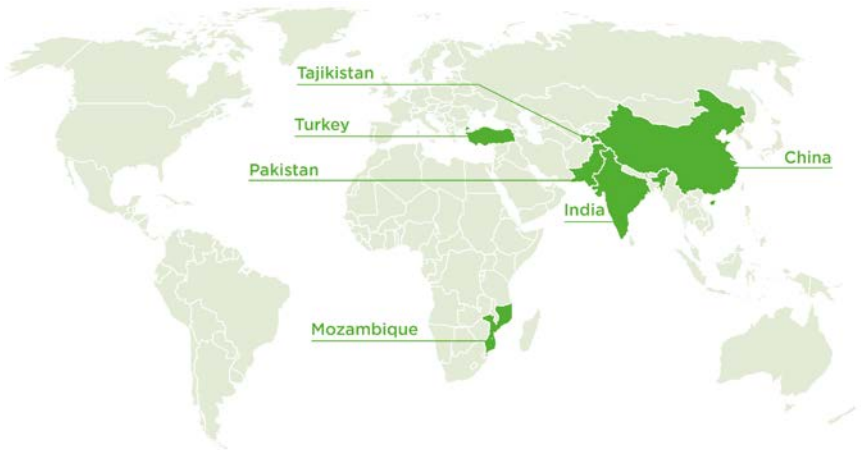 Tajikistan
Turkey
Pakistan
China
India
Mozambique